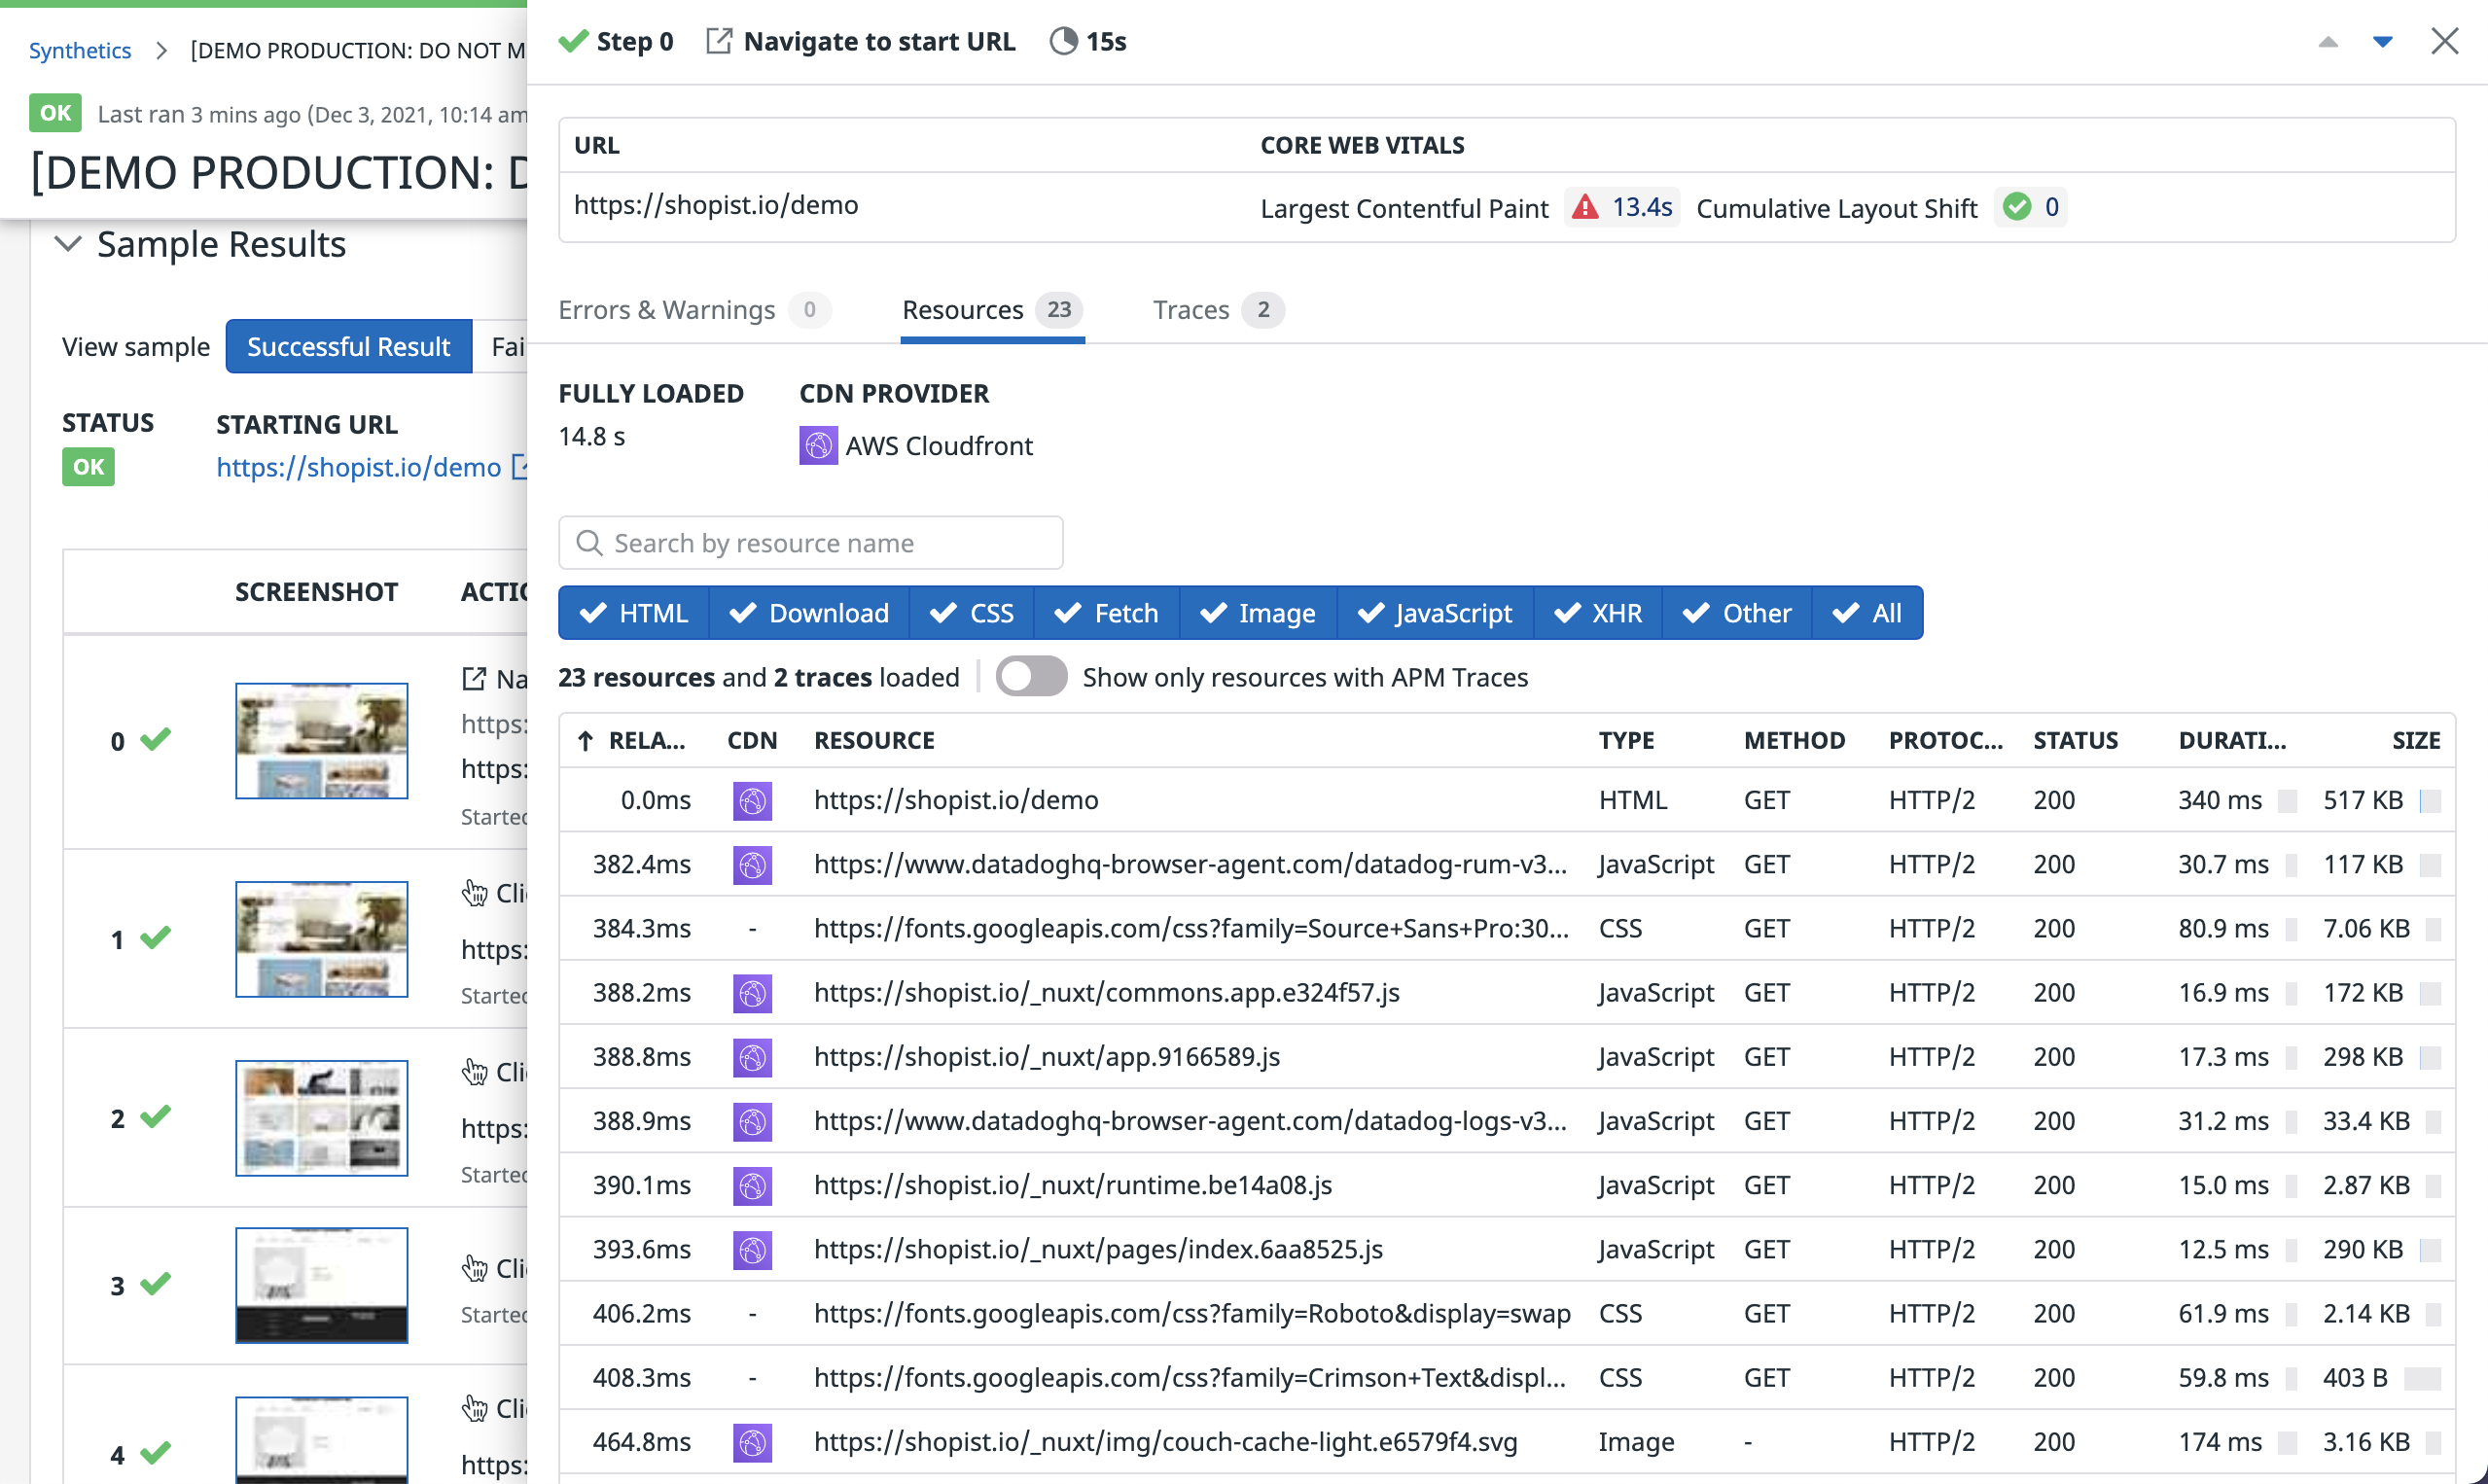 Synthetics > [DEMO PRODUCTION: DO NOT M
OK Last ran 3 mins ago (Dec 3, 2021, 10:14 am
[DEMO PRODUCTION: D
Sample Results
View sample Successful Result Fai
STATUS STARTING URL
OK https://shopist.io/demo
SCREENSHOT ACTIO
0 Na
https:
https:
Started
1 Cli
https:
Started
2 Cli
https:
Started
3 Cli
Started
4 Cli
https:
Step 0 Navigate to start URL 15s
URL CORE WEB VITALS
https://shopist.io/demo Largest Contentful Paint 13.4s Cumulative Layout Shift 0
Errors & Warnings 0 Resources 23 Traces 2
FULLY LOADED CDN PROVIDER
14.8 s AWS Cloudfront
Search by resource name
HTML Download CSS Fetch Image JavaScript XHR Other All
23 resources and 2 traces loaded Show only resources with APM Traces
RELA... CDN RESOURCE TYPE METHOD PROTOC... STATUS DURATI... SIZE
0.0ms https://shopist.io/demo HTML GET HTTP/2 200 340 ms 517 KB
382.4ms https://www.datadoghq-browser-agent.com/datadog-rum-v3... JavaScript GET HTTP/2 200 30.7 ms 117 KB
384.3ms - https://fonts.googleapis.com/css?family=Source+Sans+Pro:30... CSS GET HTTP/2 200 80.9 ms 7.06 KB
388.2ms https://shopist.io/_nuxt/commons.app.e324f57.js JavaScript GET HTTP/2 200 16.9 ms 172 KB
388.8ms https://shopist.io/_nuxt/app.9166589.js JavaScript GET HTTP/2 200 17.3 ms 298 KB
388.9ms https://www.datadoghq-browser-agent.com/datadog-logs-v3... JavaScript GET HTTP/2 200 31.2 ms 33.4 KB
390.1ms https://shopist.io/_nuxt/runtime.be14a08.js JavaScript GET HTTP/2 200 15.0 ms 2.87 KB
393.6ms https://shopist.io/_nuxt/pages/index.6aa8525.js JavaScript GET HTTP/2 200 12.5 ms 290 KB
406.2ms - https://fonts.googleapis.com/css?family=Roboto&display=swap CSS GET HTTP/2 200 61.9 ms 2.14 KB
408.3ms - https://fonts.googleapis.com/css?family=Crimson+Text&displ... CSS GET HTTP/2 200 59.8 ms 403 B
464.8ms https://shopist.io/_nuxt/img/couch-cache-light.e6579f4.svg Image - HTTP/2 200 174 ms 3.16 KB